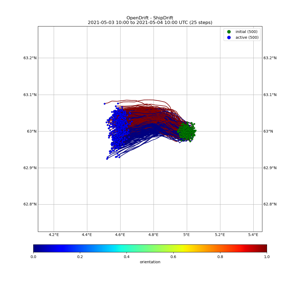 OpenDrift - ShipDrift
2021-05-03 10:00 to 2021-05-04 10:00 UTC (25 steps)
initial (500)
active (500)
63.2°N
63.1°N
63°N
62.9°N
62.8°N
63.2°N
63.1°N
63°N
62.9°N
62.8°N
4.2°E
4.4°E
4.6°E
4.8°E
5°E
5.2°E
5.4°E
0.0
0.2
0.4
0.6
0.8
1.0
orientation